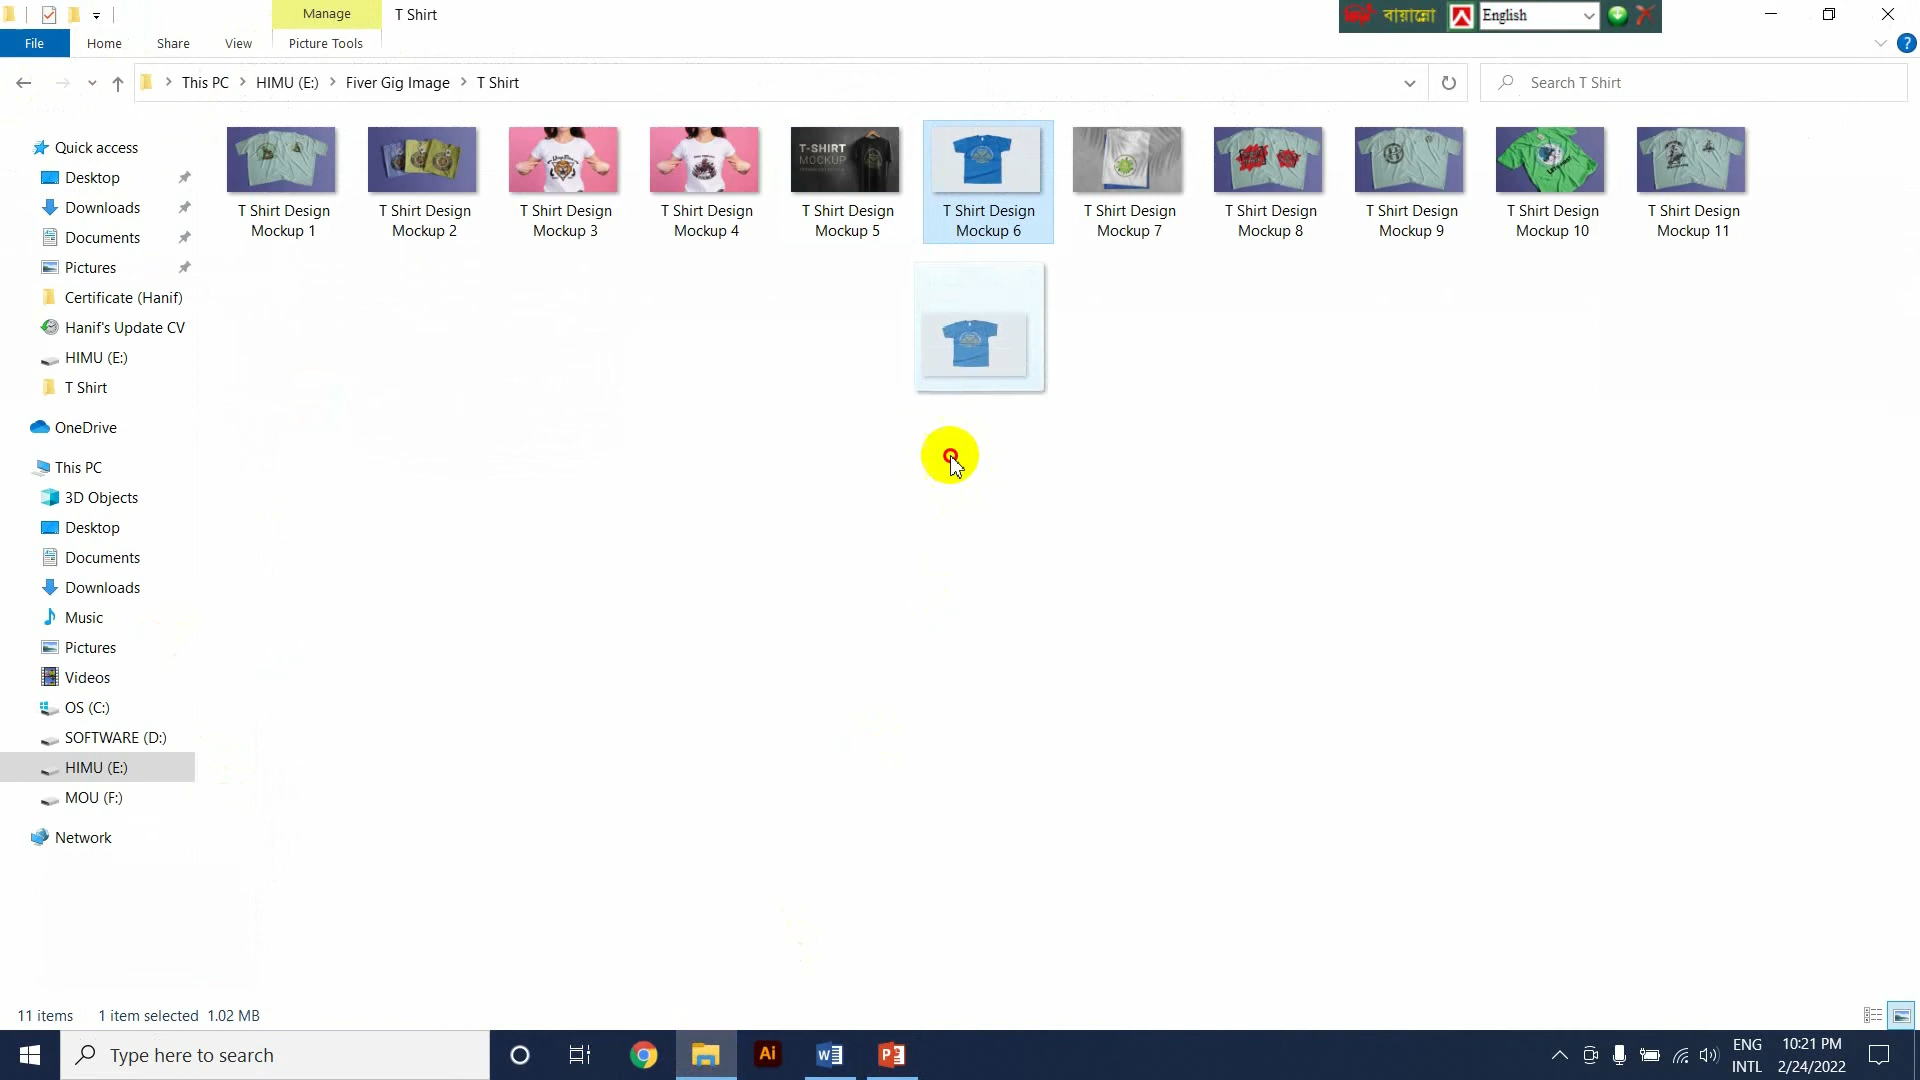 Manage
T Shirt
বায়ান্নো
English
File
Home
Share
View
Picture Tools
?
This PC
HIMU (E:)
Fiver Gig Image
T Shirt
Search T Shirt
Quick access
Desktop
Downloads
Documents
Pictures
Certificate (Hanif)
Hanif's Update CV
HIMU (E:)
T Shirt
OneDrive
This PC
3D Objects
Desktop
Documents
Downloads
Music
Pictures
Videos
OS (C:)
SOFTWARE (D:)
HIMU (E:)
MOU (F:)
Network
T-SHIRT
MOCKUP
T Shirt Design
Mockup 1
T Shirt Design
Mockup 2
T Shirt Design
Mockup 3
T Shirt Design
Mockup 4
T Shirt Design
Mockup 5
T Shirt Design
Mockup 6
T Shirt Design
Mockup 7
T Shirt Design
Mockup 8
T Shirt Design
Mockup 9
T Shirt Design
Mockup 10
T Shirt Design
Mockup 11
11 items
1 item selected 1.02 MB
Type here to search
Ai
W
P
ENG
INTL
10:21 PM
2/24/2022